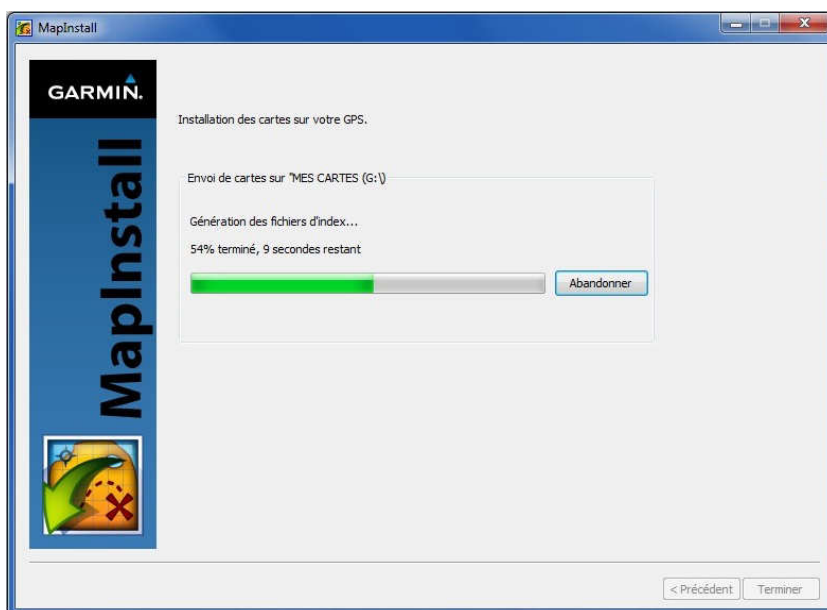 MapInstall
GARMIN.
MapInstall
Installation des cartes sur votre GPS.
Envoi de cartes sur "MES CARTES (G:\)
Génération des fichiers d'index...
54% terminé, 9 secondes restant
Abandonner
< Précédent
Terminer